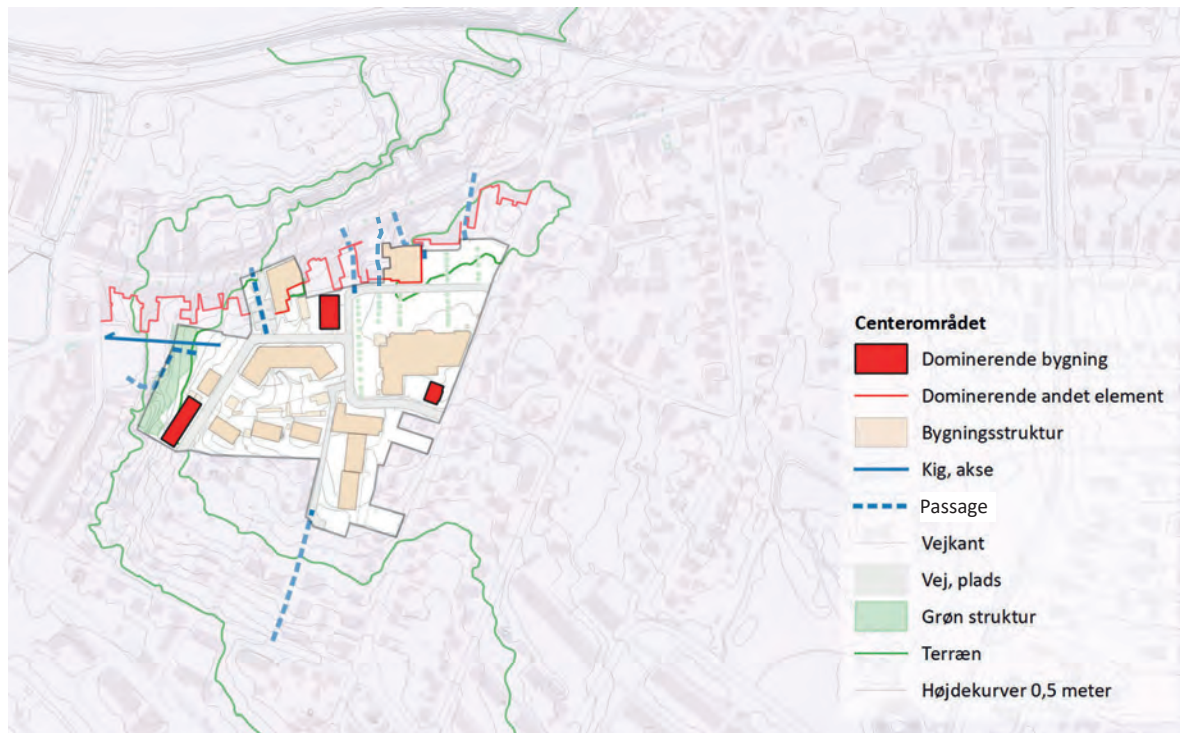 Centerområdet
Dominerende bygning
Dominerende andet element
Bygningsstruktur
Kig, akse
Passage
Vejkant
Vej, plads
Grøn struktur
Terræn
Højdekurver 0,5 meter